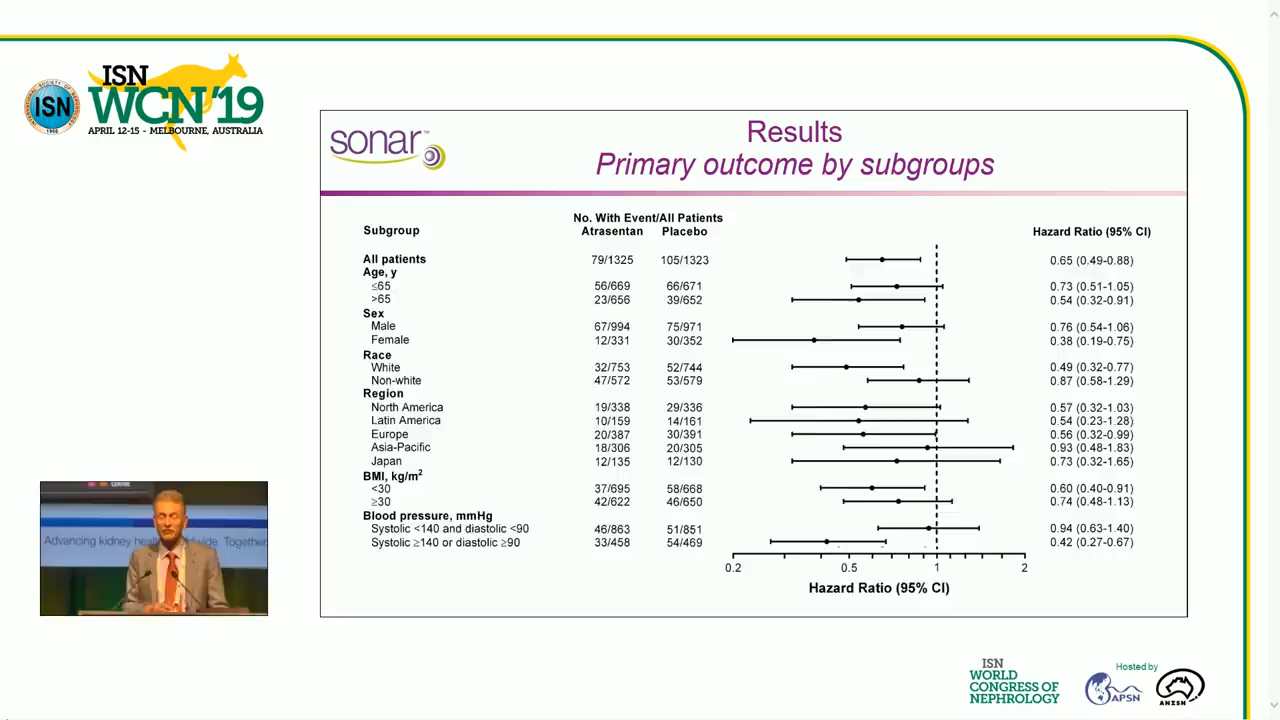 ISN
WCN'19
APRIL 12-15 - MELBOURNE, AUSTRALIA
ISN
sonar™
Results
Primary outcome by subgroups
No. With Event/All Patients
Subgroup Atrasentan Placebo Hazard Ratio (95% CI)
All patients 79/1325 105/1323 0.65 (0.49-0.88)
Age, y
≤65 56/669 66/671 0.73 (0.51-1.05)
>65 23/656 39/652 0.54 (0.32-0.91)
Sex
Male 67/994 75/971 0.76 (0.54-1.06)
Female 12/331 30/352 0.38 (0.19-0.75)
Race
White 32/753 52/744 0.49 (0.32-0.77)
Non-white 47/572 53/579 0.87 (0.58-1.29)
Region
North America 19/338 29/336 0.57 (0.32-1.03)
Latin America 10/159 14/161 0.54 (0.23-1.28)
Europe 20/387 30/391 0.56 (0.32-0.99)
Asia-Pacific 18/306 20/305 0.93 (0.48-1.83)
Japan 12/135 12/130 0.73 (0.32-1.65)
BMI, kg/m²
<30 37/695 58/668 0.60 (0.40-0.91)
≥30 42/622 46/650 0.74 (0.48-1.13)
Blood pressure, mmHg
Systolic <140 and diastolic <90 46/863 51/851 0.94 (0.63-1.40)
Systolic ≥140 or diastolic ≥90 33/458 54/469 0.42 (0.27-0.67)
0.2 0.5 1 2
Hazard Ratio (95% CI)
Advancing kidney Together
ISN
WORLD
CONGRESS OF
NEPHROLOGY
Hosted by
APSN
ANZSN